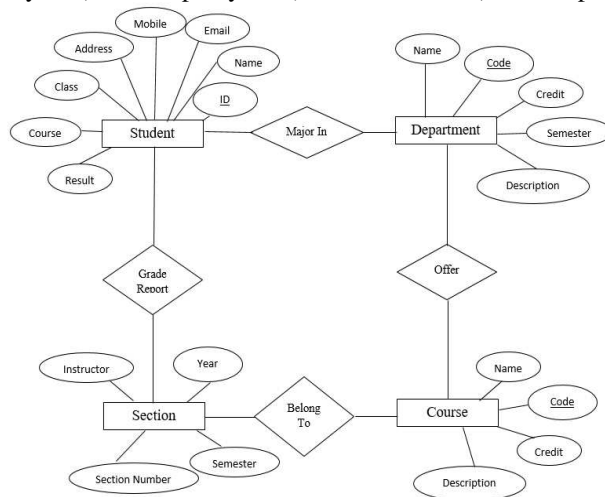 Mobile
Email
Address
Name
Name
Code
Class
ID
Credit
Course
Student
Major In
Department
Semester
Result
Description
Grade
Report
Offer
Instructor
Year
Name
Section
Belong
To
Course
Code
Semester
Credit
Section Number
Description